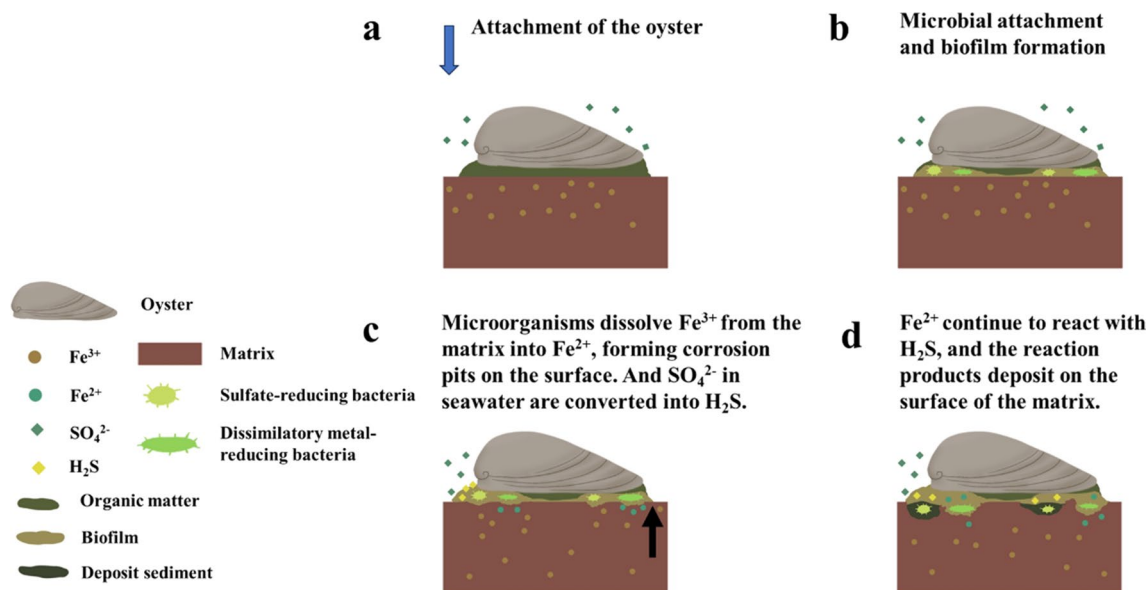 a
Attachment of the oyster
b
Microbial attachment
and biofilm formation
c
Microorganisms dissolve Fe³⁺ from the
matrix into Fe²⁺, forming corrosion
pits on the surface. And SO₄²⁻ in
seawater are converted into H₂S.
d
Fe²⁺ continue to react with
H₂S, and the reaction
products deposit on the
surface of the matrix.
Oyster
Fe³⁺
Matrix
Fe²⁺
Sulfate-reducing bacteria
SO₄²⁻
Dissimilatory metal-
reducing bacteria
H₂S
Organic matter
Biofilm
Deposit sediment